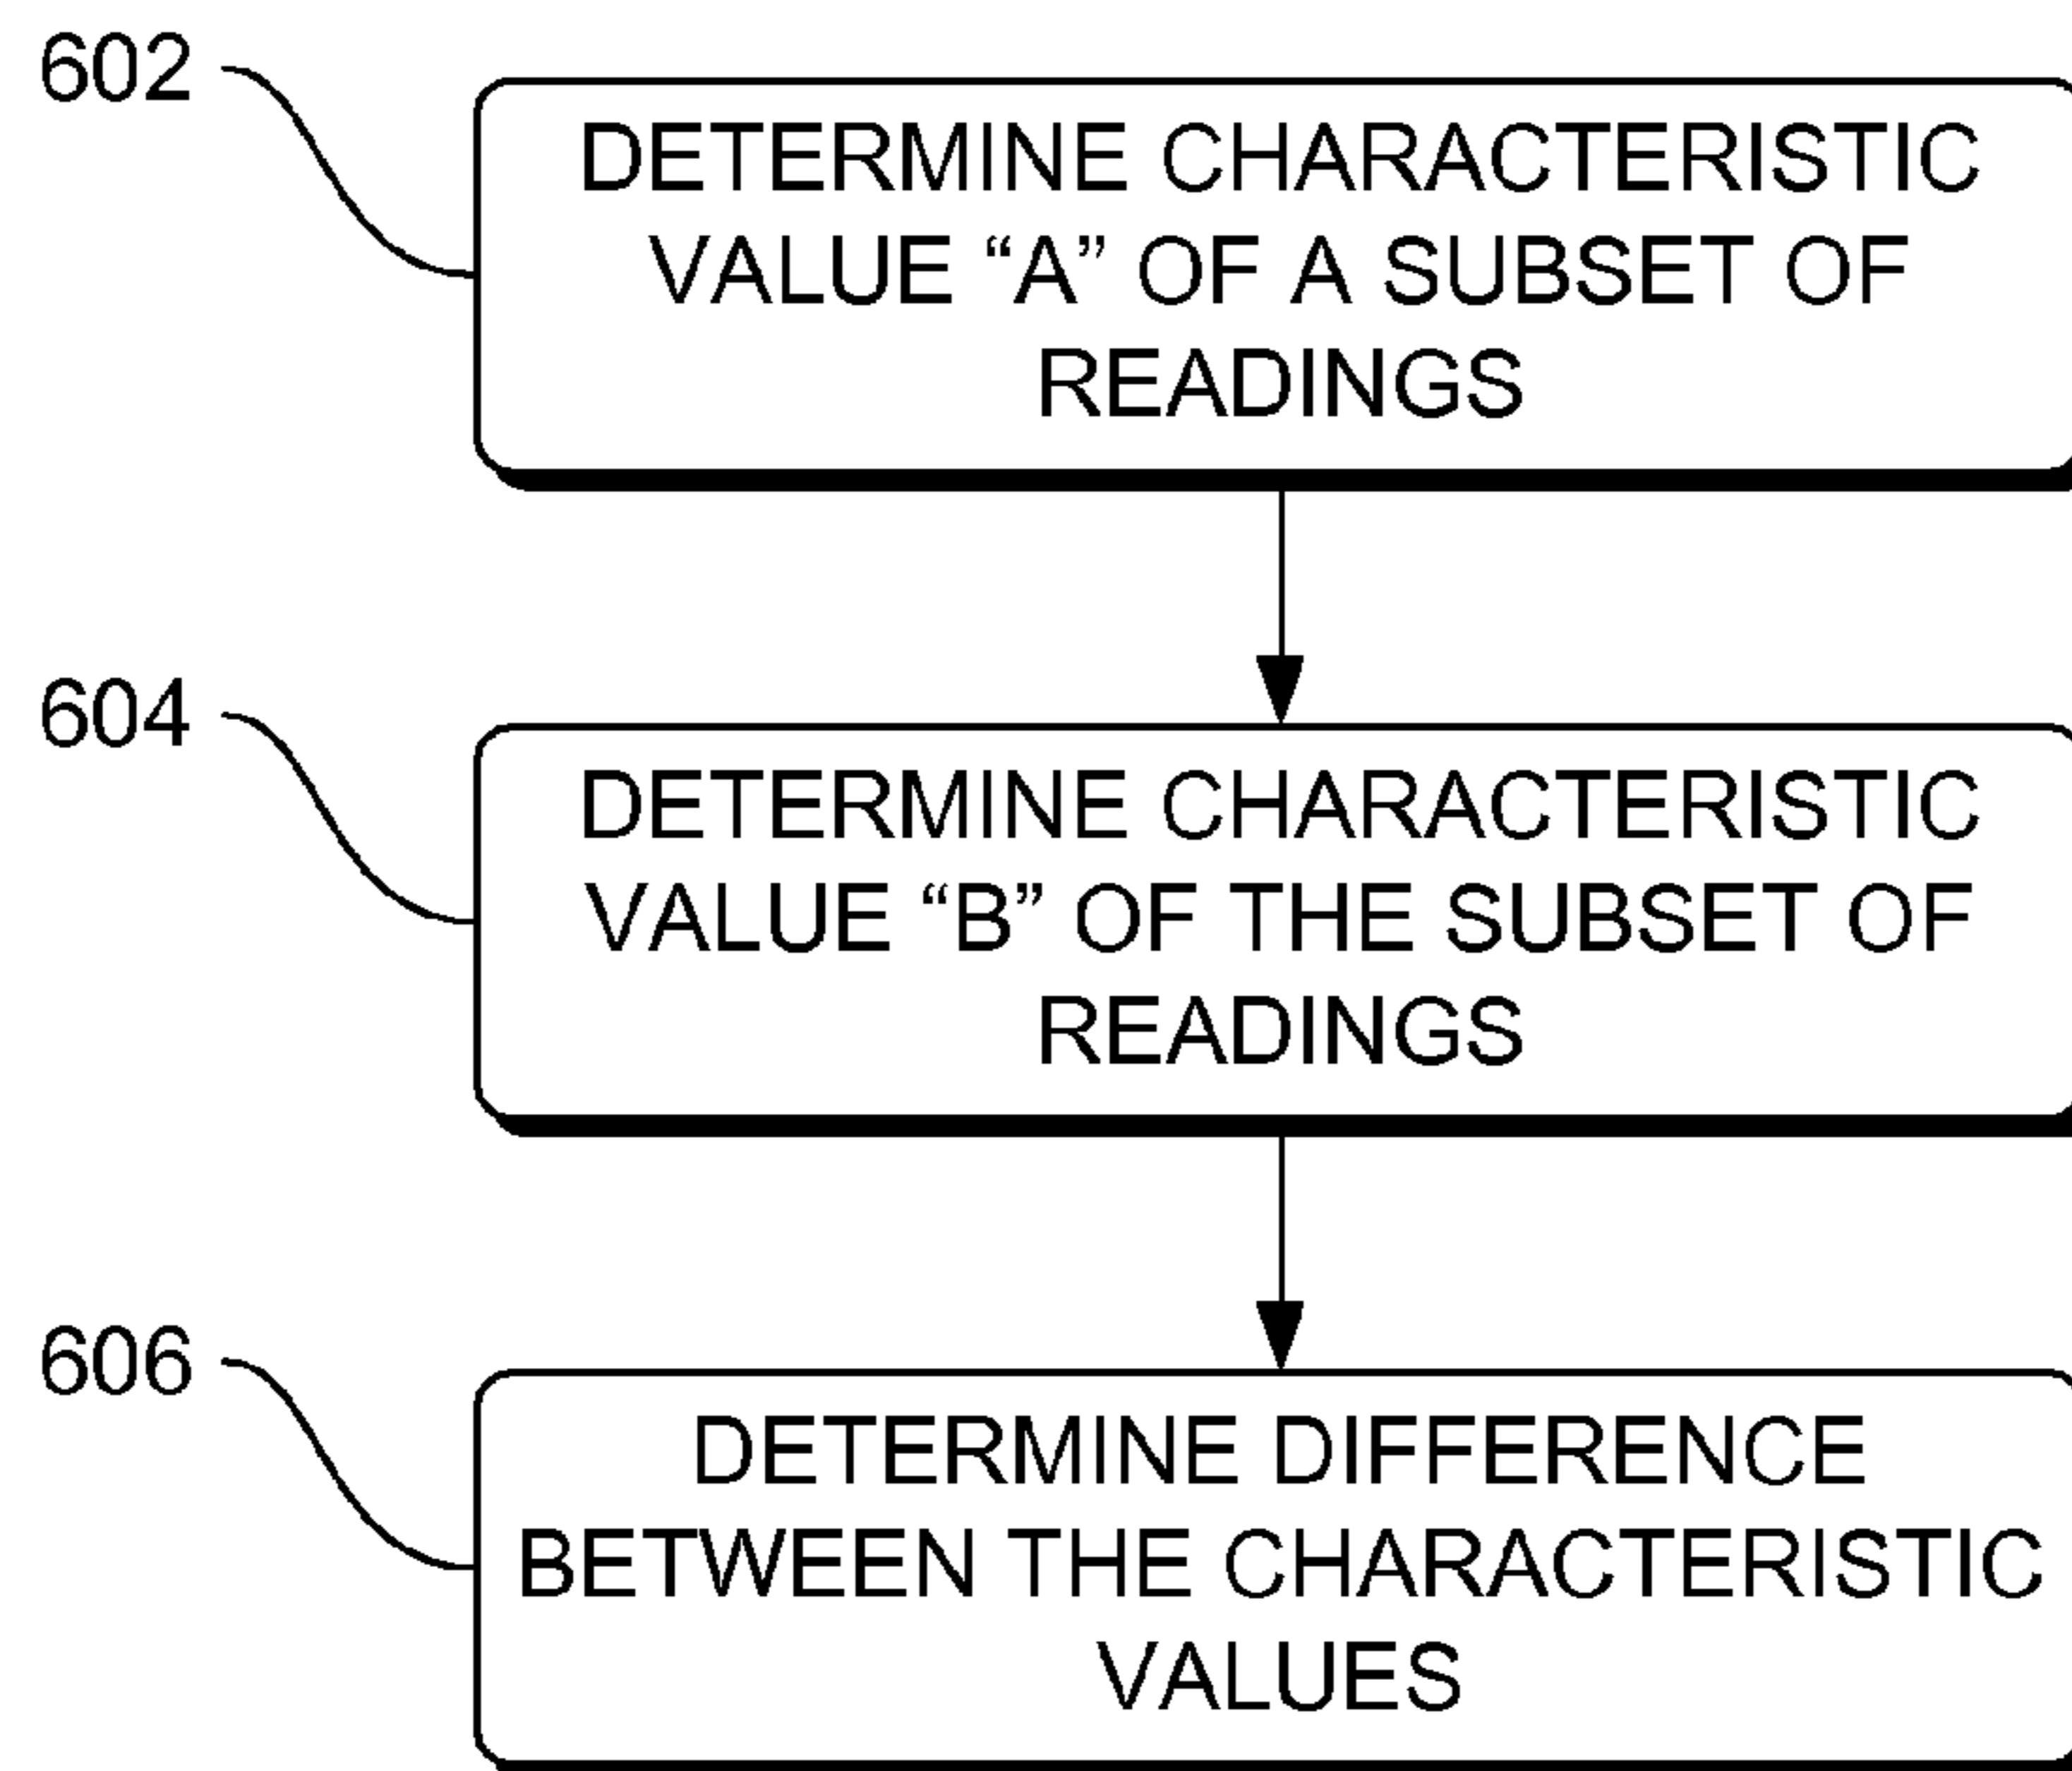 602
DETERMINE CHARACTERISTIC
VALUE “A” OF A SUBSET OF
READINGS
604
DETERMINE CHARACTERISTIC
VALUE “B” OF THE SUBSET OF
READINGS
606
DETERMINE DIFFERENCE
BETWEEN THE CHARACTERISTIC
VALUES